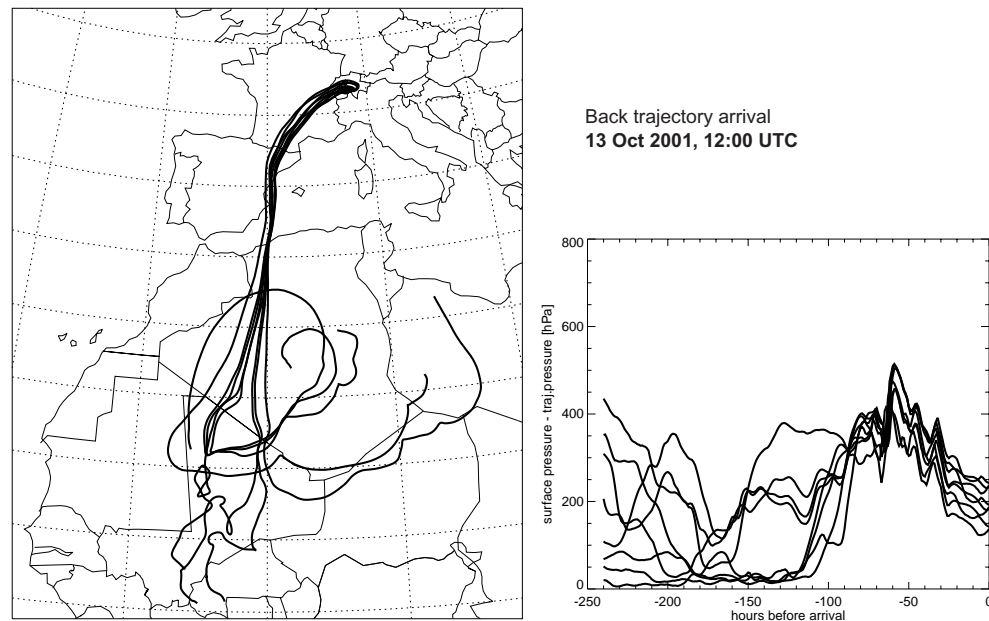 Back trajectory arrival
13 Oct 2001, 12:00 UTC
800
600
400
200
0
surface pressure - traj.pressure [hPa]
-250
-200
-150
-100
-50
0
hours before arrival